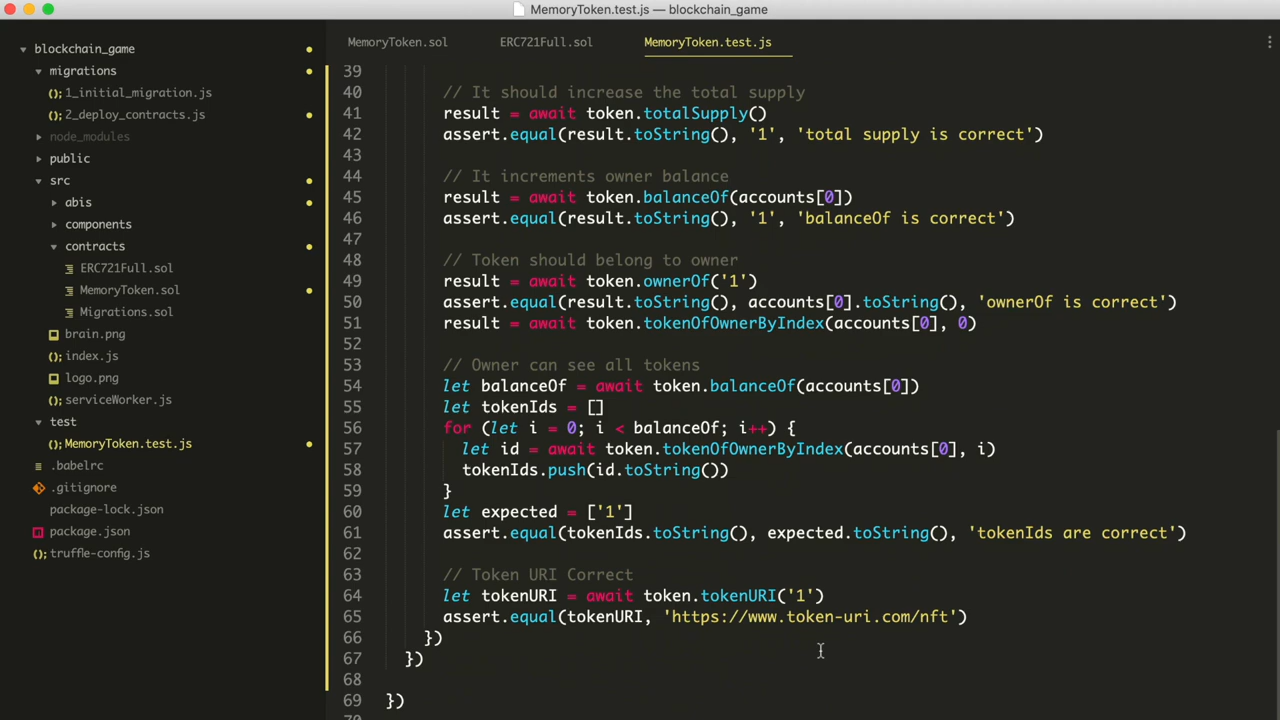 MemoryToken.test.js — blockchain_game
blockchain_game
migrations
1_initial_migration.js
2_deploy_contracts.js
node_modules
public
src
abis
components
contracts
ERC721Full.sol
MemoryToken.sol
Migrations.sol
brain.png
index.js
logo.png
serviceWorker.js
test
MemoryToken.test.js
.babelrc
.gitignore
package-lock.json
package.json
truffle-config.js
MemoryToken.sol ERC721Full.sol MemoryToken.test.js
39
40 // It should increase the total supply
41 result = await token.totalSupply()
42 assert.equal(result.toString(), '1', 'total supply is correct')
43
44 // It increments owner balance
45 result = await token.balanceOf(accounts[0])
46 assert.equal(result.toString(), '1', 'balanceOf is correct')
47
48 // Token should belong to owner
49 result = await token.ownerOf('1')
50 assert.equal(result.toString(), accounts[0].toString(), 'ownerOf is correct')
51 result = await token.tokenOfOwnerByIndex(accounts[0], 0)
52
53 // Owner can see all tokens
54 let balanceOf = await token.balanceOf(accounts[0])
55 let tokenIds = []
56 for (let i = 0; i < balanceOf; i++) {
57 let id = await token.tokenOfOwnerByIndex(accounts[0], i)
58 tokenIds.push(id.toString())
59 }
60 let expected = ['1']
61 assert.equal(tokenIds.toString(), expected.toString(), 'tokenIds are correct')
62
63 // Token URI Correct
64 let tokenURI = await token.tokenURI('1')
65 assert.equal(tokenURI, 'https://www.token-uri.com/nft')
66 })
67 })
68
69 })